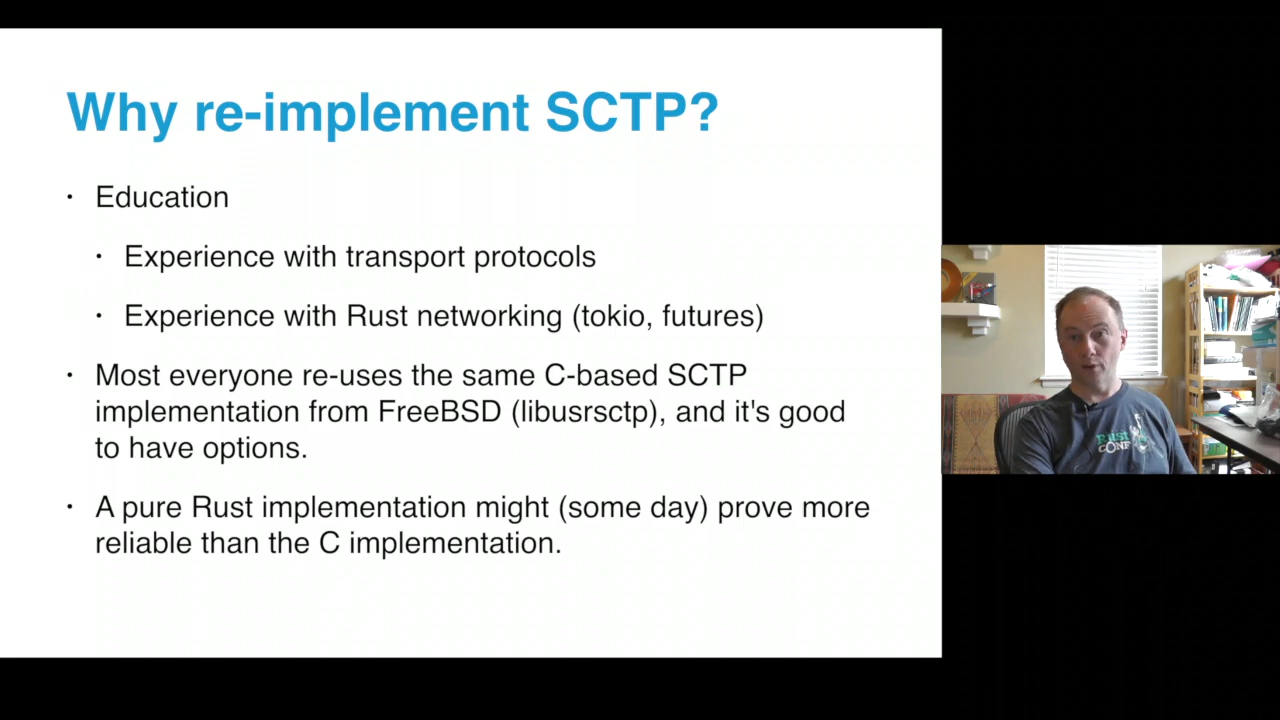 Why re-implement SCTP?
• Education
• Experience with transport protocols
• Experience with Rust networking (tokio, futures)
• Most everyone re-uses the same C-based SCTP
implementation from FreeBSD (libusrsctp), and it's good
to have options.
• A pure Rust implementation might (some day) prove more
reliable than the C implementation.
RUST
CONF